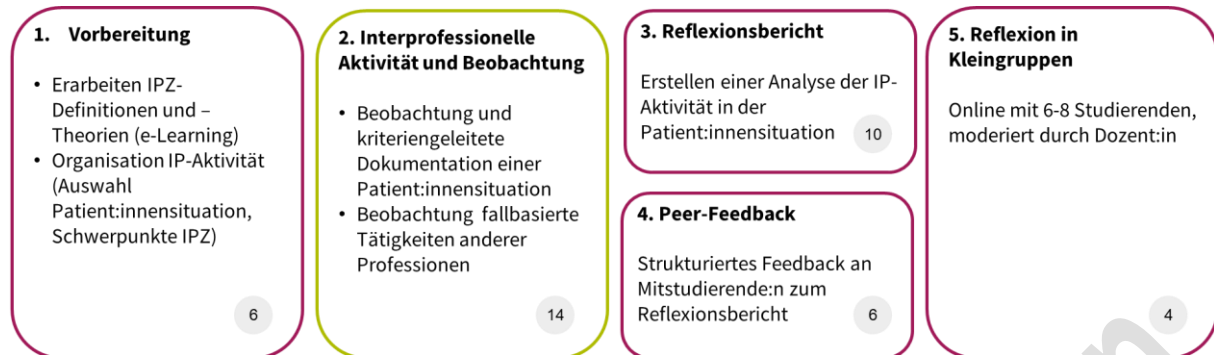 1. Vorbereitung
• Erarbeiten IPZ-
Definitionen und –
Theorien (e-Learning)
• Organisation IP-Aktivität
(Auswahl
Patient:innensituation,
Schwerpunkte IPZ)
6
2. Interprofessionelle
Aktivität und Beobachtung
• Beobachtung und
kriteriengeleitete
Dokumentation einer
Patient:innensituation
• Beobachtung fallbasierte
Tätigkeiten anderer
Professionen
14
3. Reflexionsbericht
Erstellen einer Analyse der IP-
Aktivität in der
Patient:innensituation 10
4. Peer-Feedback
Strukturiertes Feedback an
Mitstudierende:n zum
Reflexionsbericht 6
5. Reflexion in
Kleingruppen
Online mit 6-8 Studierenden,
moderiert durch Dozent:in
4